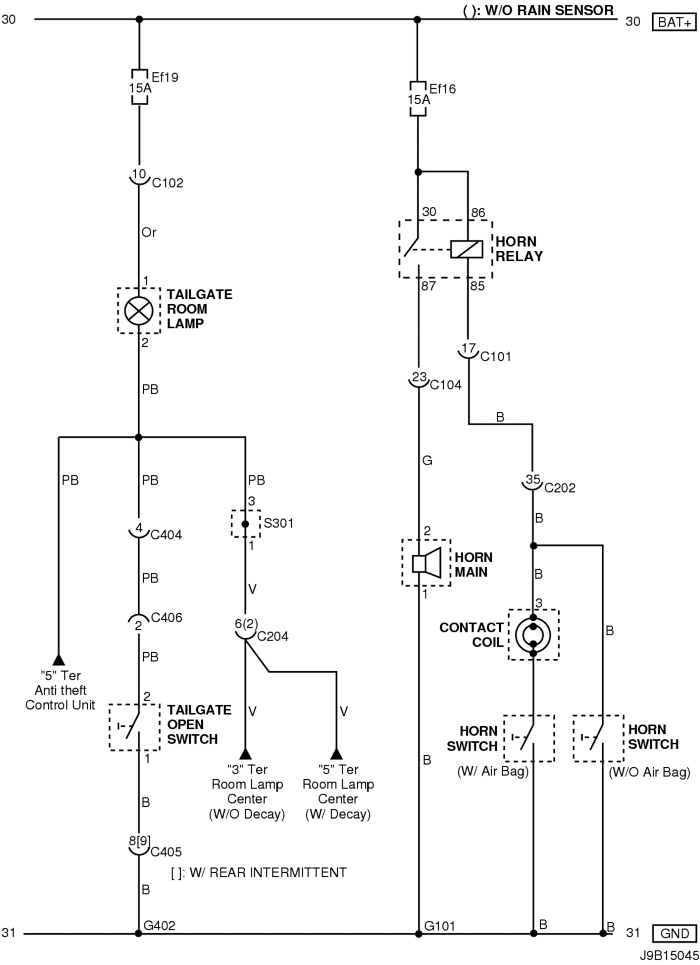 ( ): W/O RAIN SENSOR
30
30
BAT+
Ef19
15A
Ef16
15A
10
C102
Or
30
86
HORN
RELAY
87
85
1
TAILGATE
ROOM
LAMP
2
17
C101
23
C104
PB
B
G
PB
PB
PB
3
S301
1
35
C202
B
4
C404
2
HORN
MAIN
1
PB
V
B
3
CONTACT
COIL
B
C406
2
6(2)
C204
PB
"5" Ter
Anti theft
Control Unit
2
TAILGATE
OPEN
SWITCH
1
V
V
HORN
SWITCH
(W/ Air Bag)
HORN
SWITCH
(W/O Air Bag)
"3" Ter
Room Lamp
Center
(W/O Decay)
"5" Ter
Room Lamp
Center
(W/ Decay)
B
B
8[9]
C405
[ ]: W/ REAR INTERMITTENT
B
31
G402
G101
B
B
31
GND
J9B15045